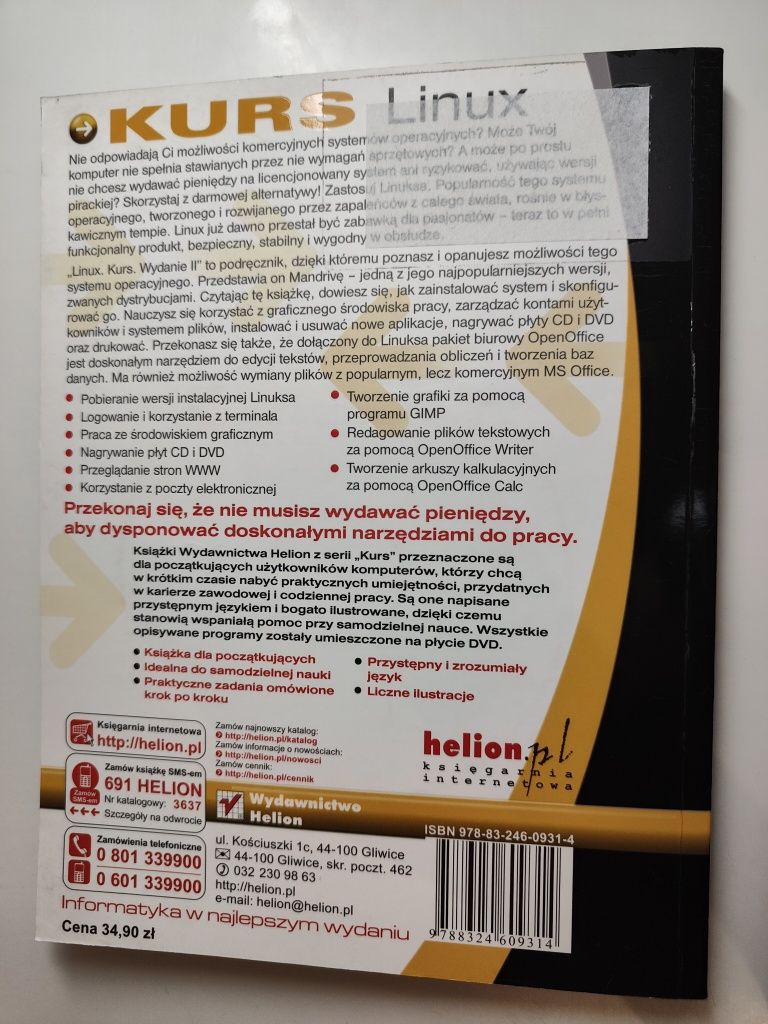 KURS Linux
Nie odpowiadają Ci możliwości komercyjnych systemów operacyjnych? Może Twój
komputer nie spełnia stawianych przez nie wymagań sprzętowych? A może po prostu
nie chcesz wydawać pieniędzy na licencjonowany system ani ryzykować, używając wersji
pirackiej? Skorzystaj z darmowej alternatywy! Zastosuj Linuksa. Popularność tego systemu
operacyjnego, tworzonego i rozwijanego przez zapaleńców z całego świata, rośnie w błys-
kawicznym tempie. Linux już dawno przestał być zabawką dla pasjonatów – teraz to w pełni
funkcjonalny produkt, bezpieczny, stabilny i wygodny w obsłudze.
„Linux. Kurs. Wydanie II” to podręcznik, dzięki któremu poznasz i opanujesz możliwości tego
systemu operacyjnego. Przedstawia on Mandrivę – jedną z jego najpopularniejszych wersji,
zwanych dystrybucjami. Czytając tę książkę, dowiesz się, jak zainstalować system i skonfigu-
rować go. Nauczysz się korzystać z graficznego środowiska pracy, zarządzać kontami użyt-
kowników i systemem plików, instalować i usuwać nowe aplikacje, nagrywać płyty CD i DVD
oraz drukować. Przekonasz się także, że dołączony do Linuksa pakiet biurowy OpenOffice
jest doskonałym narzędziem do edycji tekstów, przeprowadzania obliczeń i tworzenia baz
danych. Ma również możliwość wymiany plików z popularnym, lecz komercyjnym MS Office.
• Pobieranie wersji instalacyjnej Linuksa
• Logowanie i korzystanie z terminala
• Praca ze środowiskiem graficznym
• Nagrywanie płyt CD i DVD
• Przeglądanie stron WWW
• Korzystanie z poczty elektronicznej
• Tworzenie grafiki za pomocą
programu GIMP
• Redagowanie plików tekstowych
za pomocą OpenOffice Writer
• Tworzenie arkuszy kalkulacyjnych
za pomocą OpenOffice Calc
Przekonaj się, że nie musisz wydawać pieniędzy,
aby dysponować doskonałymi narzędziami do pracy.
Książki Wydawnictwa Helion z serii „Kurs” przeznaczone są
dla początkujących użytkowników komputerów, którzy chcą
w krótkim czasie nabyć praktycznych umiejętności, przydatnych
w karierze zawodowej i codziennej pracy. Są one napisane
przystępnym językiem i bogato ilustrowane, dzięki czemu
stanowią wspaniałą pomoc przy samodzielnej nauce. Wszystkie
opisywane programy zostały umieszczone na płycie DVD.
• Książka dla początkujących
• Idealna do samodzielnej nauki
• Praktyczne zadania omówione
krok po kroku
• Przystępny i zrozumiały
język
• Liczne ilustracje
Księgarnia internetowa
http://helion.pl
Zamów książkę SMS-em
691 HELION
Nr katalogowy: 3637
Szczegóły na odwrocie
Zamów
SMS-em
Zamówienia telefoniczne
0 801 339900
0 601 339900
Zamów najnowszy katalog:
http://helion.pl/katalog
Zamów informacje o nowościach:
http://helion.pl/nowosci
Zamów cennik:
http://helion.pl/cennik
helion.pl
księgarnia
internetowa
Wydawnictwo
Helion
ul. Kościuszki 1c, 44-100 Gliwice
44-100 Gliwice, skr. poczt. 462
032 230 98 63
http://helion.pl
e-mail: helion@helion.pl
ISBN 978-83-246-0931-4
9788324609314
Informatyka w najlepszym wydaniu
Cena 34,90 zł